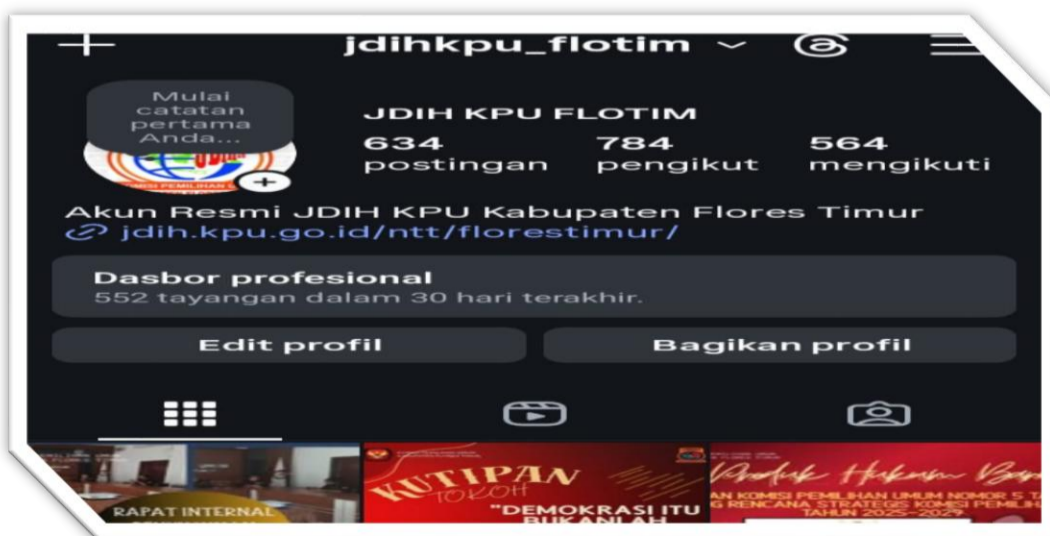 jdihkpu_flotim
Mulai
catatan
pertama
Anda...
JDIH KPU FLOTIM
634 784 564
postingan pengikut mengikuti
Akun Resmi JDIH KPU Kabupaten Flores Timur
jdih.kpu.go.id/ntt/florestimur/
Dasbor profesional
552 tayangan dalam 30 hari terakhir.
Edit profil Bagikan profil
RAPAT INTERNAL
KUTIPAN
TOKOH
"DEMOKRASI ITU
BUKANLAH
Produk Hukum
KOMISI PEMILIHAN UMUM NOMOR 5
RENCANA STRATEGIS KOMISI
TAHUN 2025-2029